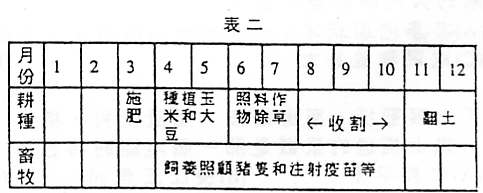 表二
月份 1 2 3 4 5 6 7 8 9 10 11 12
耕種 施肥 種植玉米和大豆 照料作物除草 ←收割→ 翻土
畜牧 飼養照顧豬隻和注射疫苗等